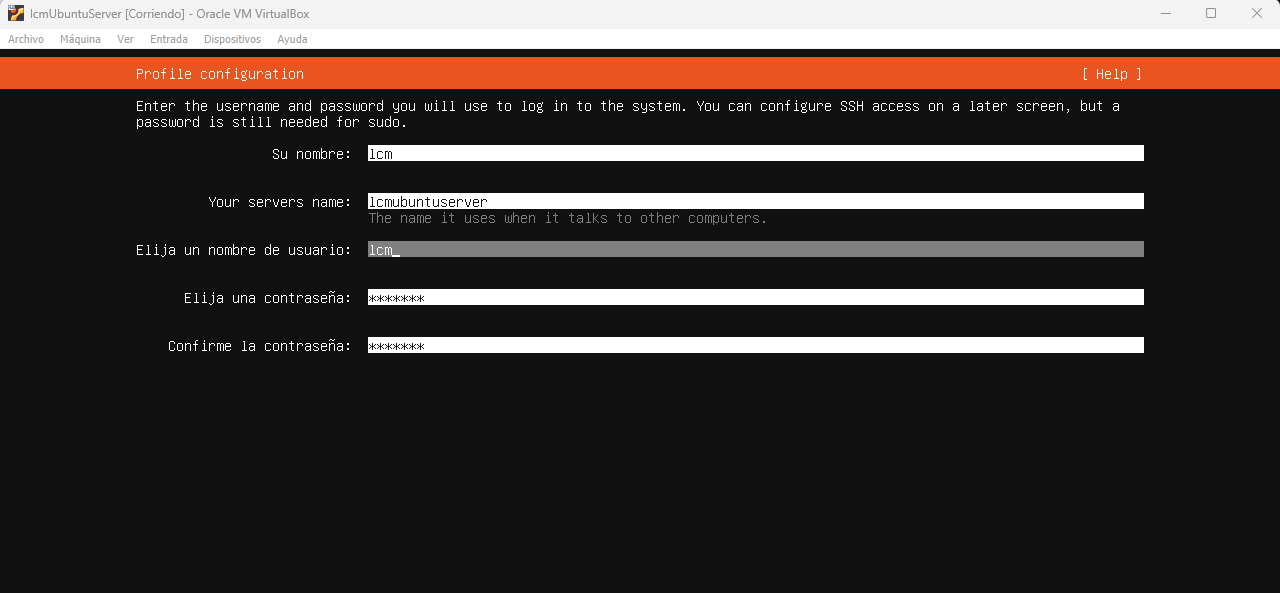 lcmUbuntuServer [Corriendo] - Oracle VM VirtualBox
Archivo Máquina Ver Entrada Dispositivos Ayuda
Profile configuration [ Help ]
Enter the username and password you will use to log in to the system. You can configure SSH access on a later screen, but a
password is still needed for sudo.
Su nombre: lcm
Your servers name: lcmubuntuserver
The name it uses when it talks to other computers.
Elija un nombre de usuario: lcm_
Elija una contraseña: *******
Confirme la contraseña: *******